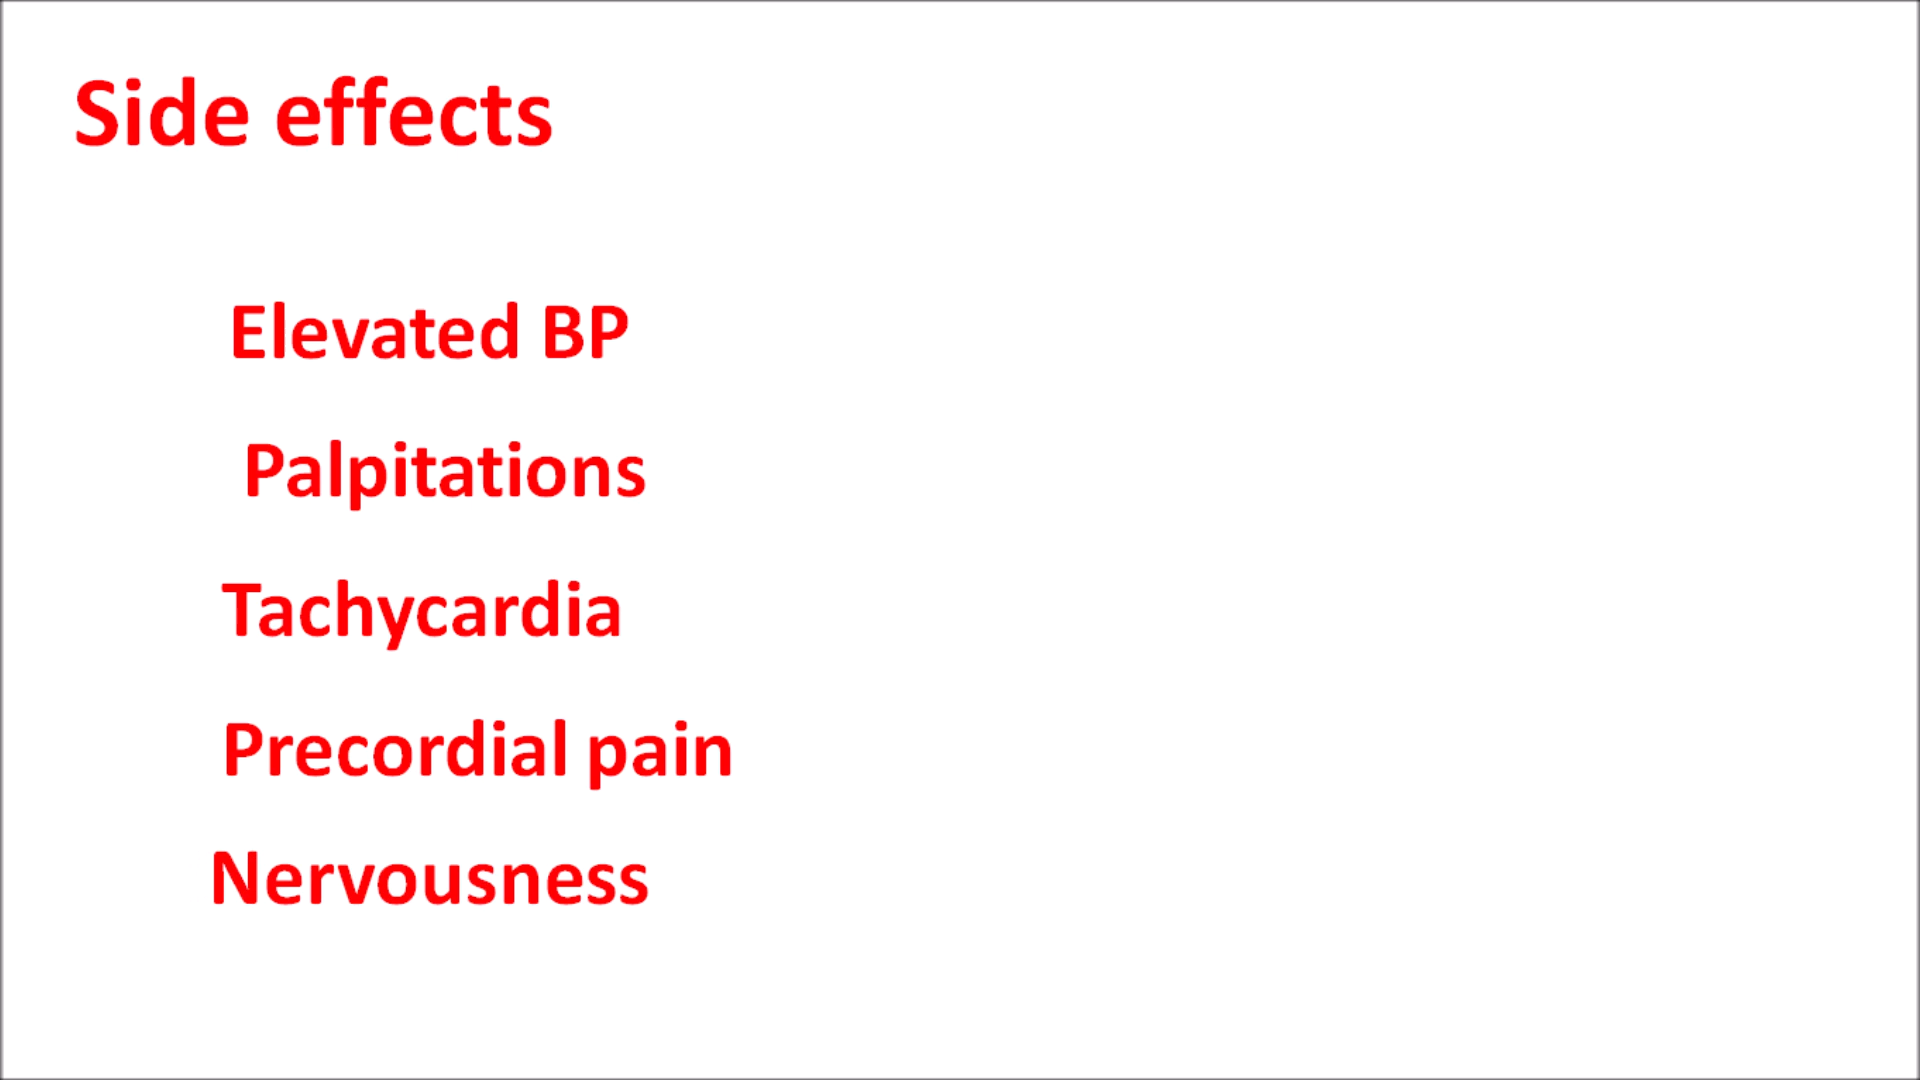 Side effects
Elevated BP
Palpitations
Tachycardia
Precordial pain
Nervousness